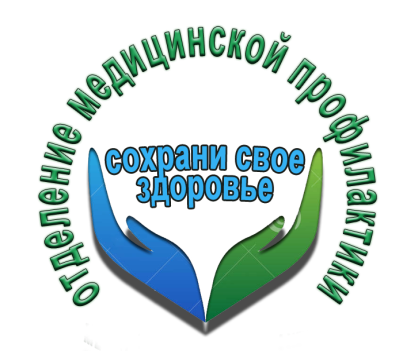 отделение медицинской профилактики
сохрани свое
здоровье